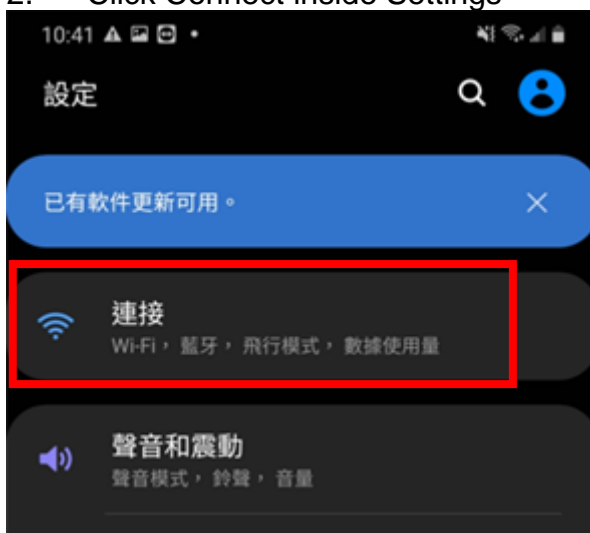 2. Click Connect inside Settings
10:41
設定
已有軟件更新可用。
連接
Wi-Fi， 藍牙， 飛行模式， 數據使用量
聲音和震動
聲音模式， 鈴聲， 音量